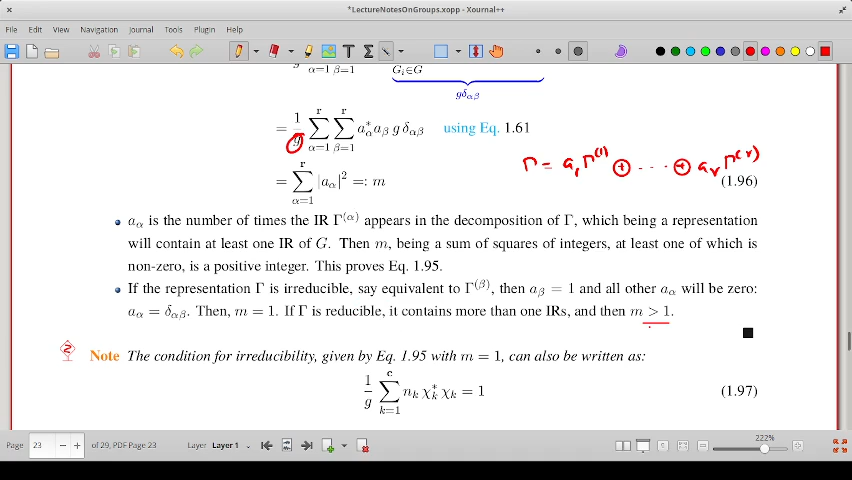 *LectureNotesOnGroups.xopp - Xournal++
File Edit View Navigation Journal Tools Plugin Help
g α=1 β=1 G_i∈G
gδ_αβ
= 1/g ∑_{α=1}^{r} ∑_{β=1}^{r} a*_α a_β g δ_αβ using Eq. 1.61
Γ = a₁ Γ^(1) ⊕ ... ⊕ a_r Γ^(r)
= ∑_{α=1}^{r} |a_α|² =: m (1.96)
a_α is the number of times the IR Γ^(α) appears in the decomposition of Γ, which being a representation
will contain at least one IR of G. Then m, being a sum of squares of integers, at least one of which is
non-zero, is a positive integer. This proves Eq. 1.95.
If the representation Γ is irreducible, say equivalent to Γ^(β), then a_β = 1 and all other a_α will be zero:
a_α = δ_αβ. Then, m = 1. If Γ is reducible, it contains more than one IRs, and then m > 1.
Note The condition for irreducibility, given by Eq. 1.95 with m = 1, can also be written as:
1/g ∑_{k=1}^{c} n_k χ*_k χ_k = 1 (1.97)
Page 23 of 29, PDF Page 23 Layer Layer 1 222%